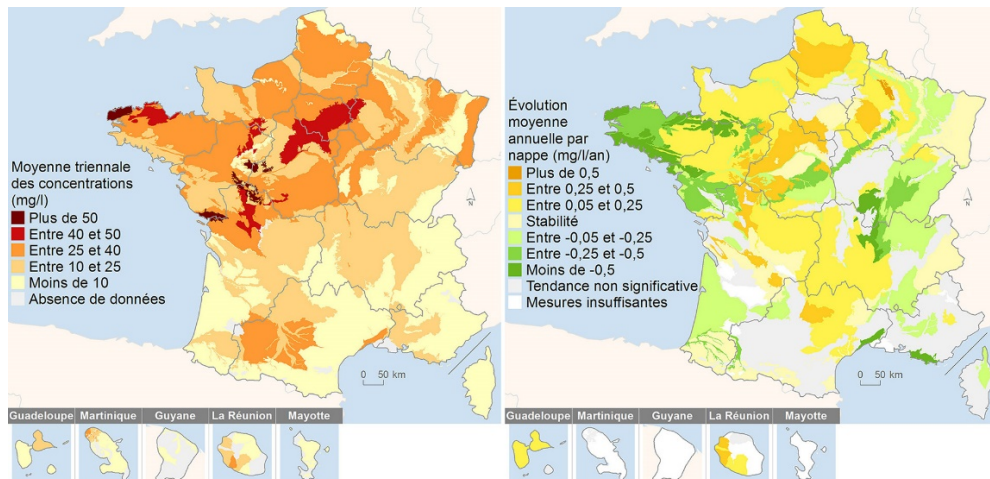 Moyenne triennale
des concentrations
(mg/l)
Plus de 50
Entre 40 et 50
Entre 25 et 40
Entre 10 et 25
Moins de 10
Absence de données
N
0 50 km
Guadeloupe Martinique Guyane La Réunion Mayotte
Évolution
moyenne
annuelle par
nappe (mg/l/an)
Plus de 0,5
Entre 0,25 et 0,5
Entre 0,05 et 0,25
Stabilité
Entre -0,05 et -0,25
Entre -0,25 et -0,5
Moins de -0,5
Tendance non significative
Mesures insuffisantes
N
0 50 km
Guadeloupe Martinique Guyane La Réunion Mayotte